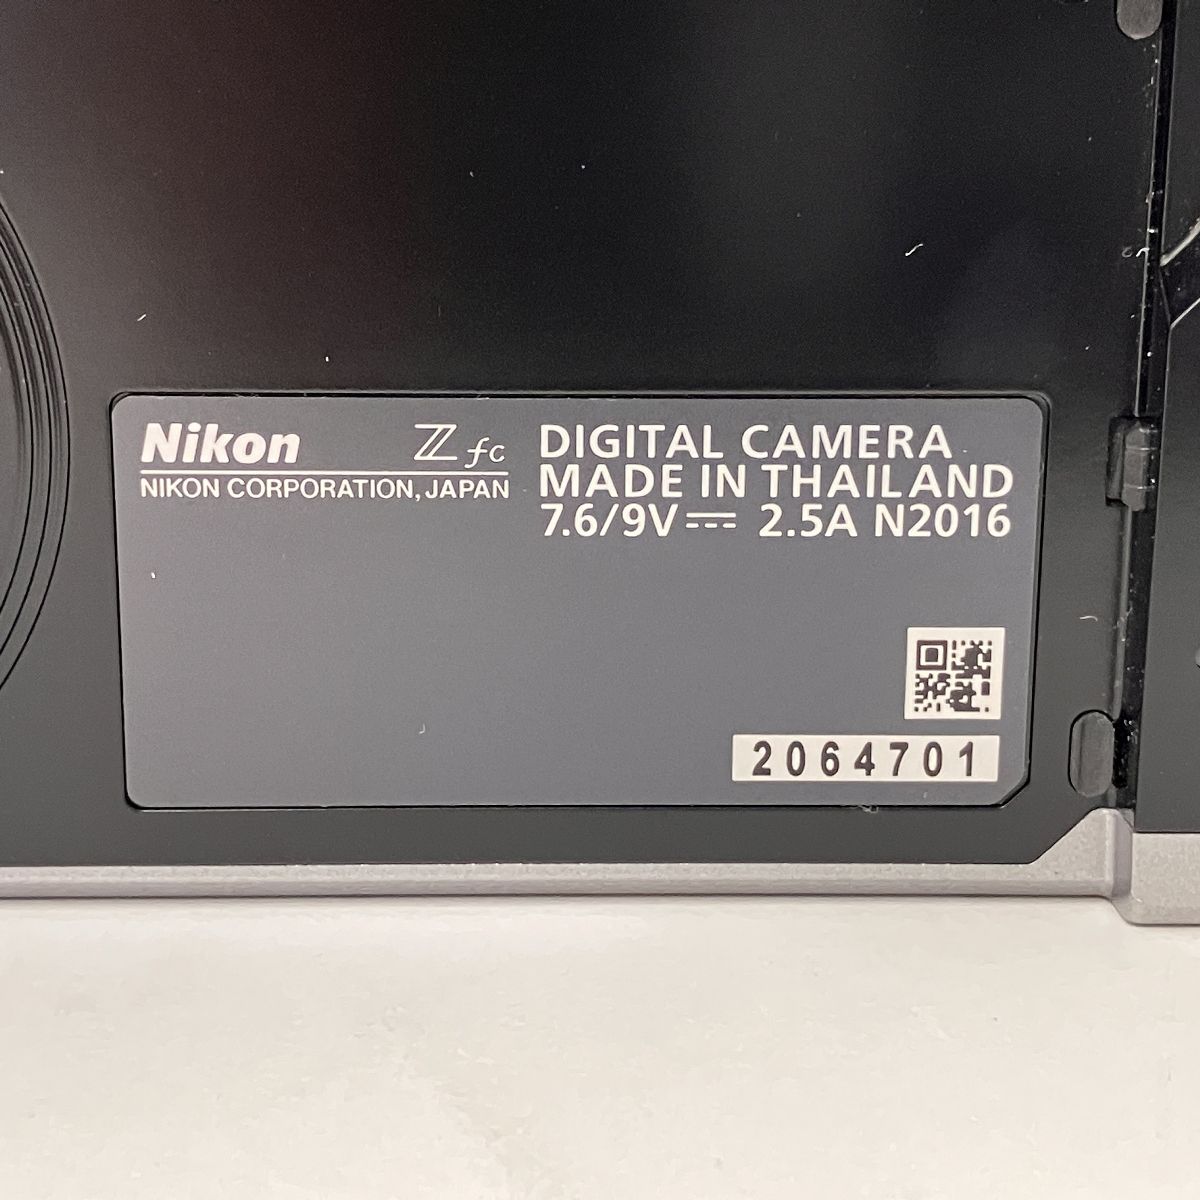 Nikon Z fc
NIKON CORPORATION, JAPAN
DIGITAL CAMERA
MADE IN THAILAND
7.6/9V⎓ 2.5A N2016
2064701